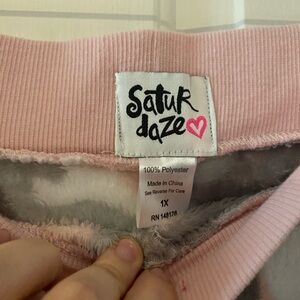 Satur
daze
100% Polyester
Made in China
See Reverse For Care
1X
RN 148178